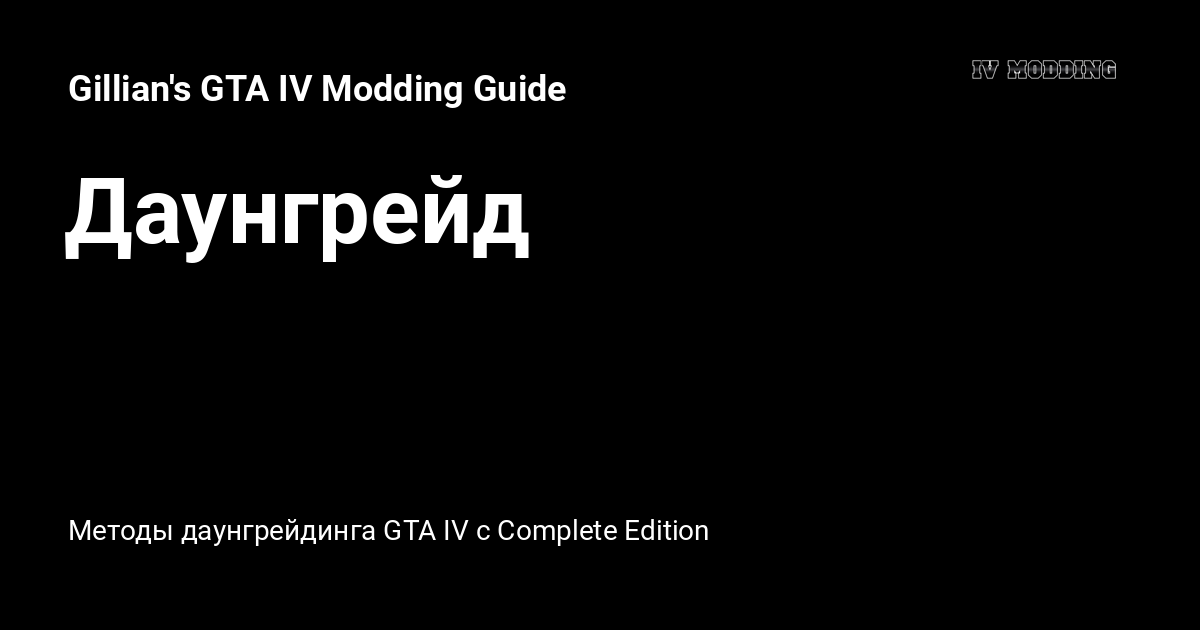 Gillian's GTA IV Modding Guide
IV MODDING
Даунгрейд
Методы даунгрейдинга GTA IV с Complete Edition